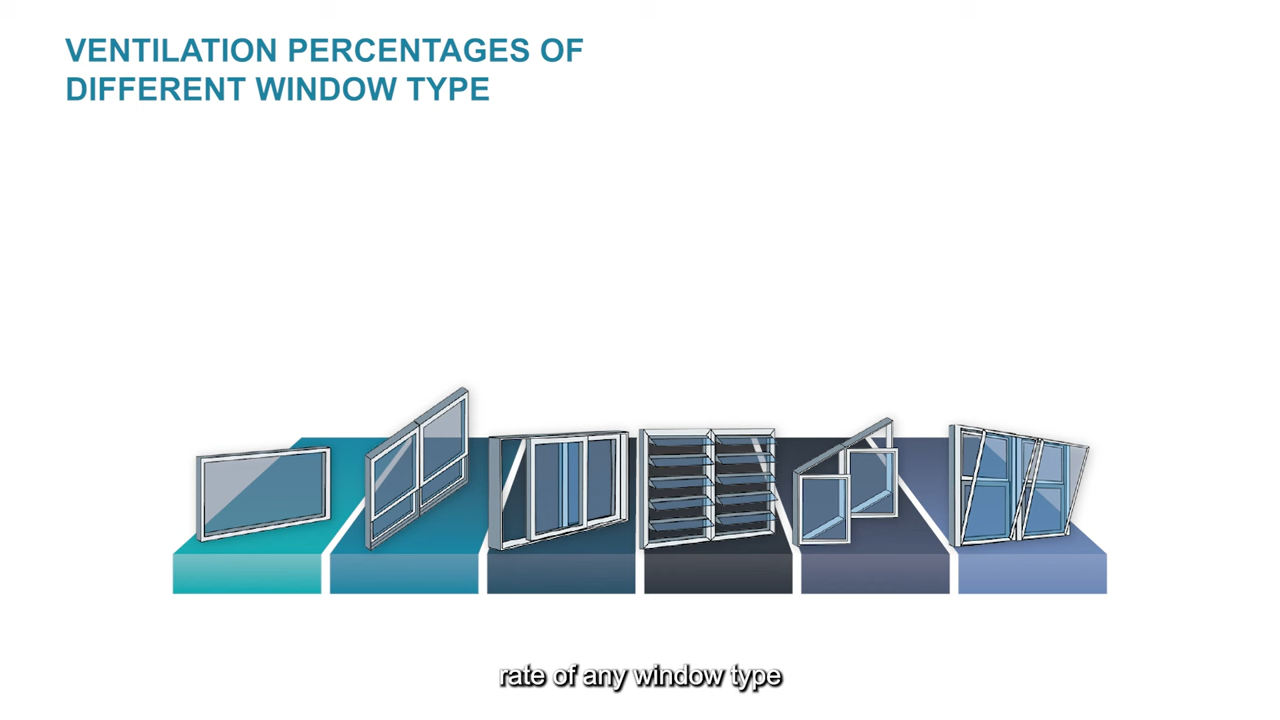 VENTILATION PERCENTAGES OF
DIFFERENT WINDOW TYPE
rate of any window type